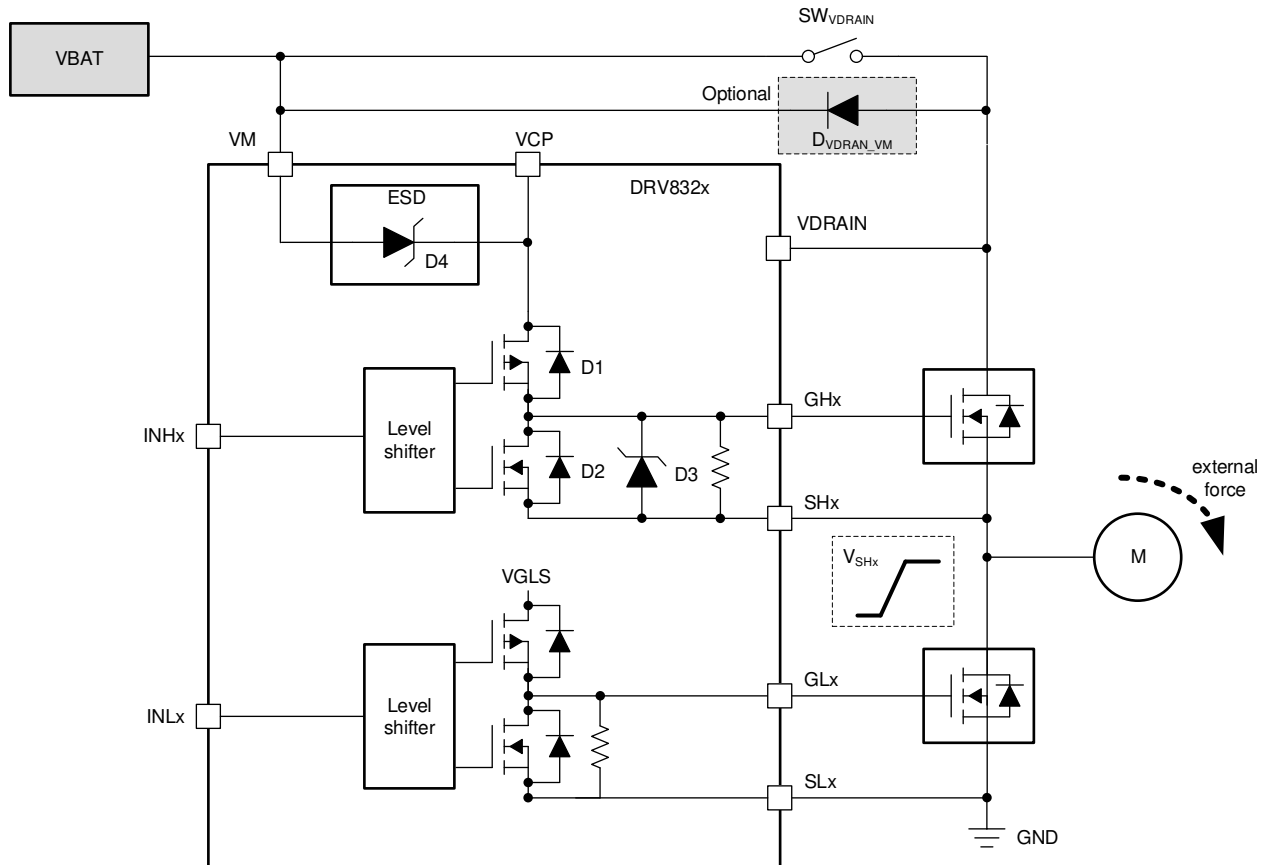 SWVDRAIN
VBAT
Optional
DVDRAN_VM
VM
VCP
DRV832x
ESD
D4
VDRAIN
D1
GHx
INHx
Level
shifter
D2
D3
SHx
external
force
M
VSHx
VGLS
INLx
Level
shifter
GLx
SLx
GND